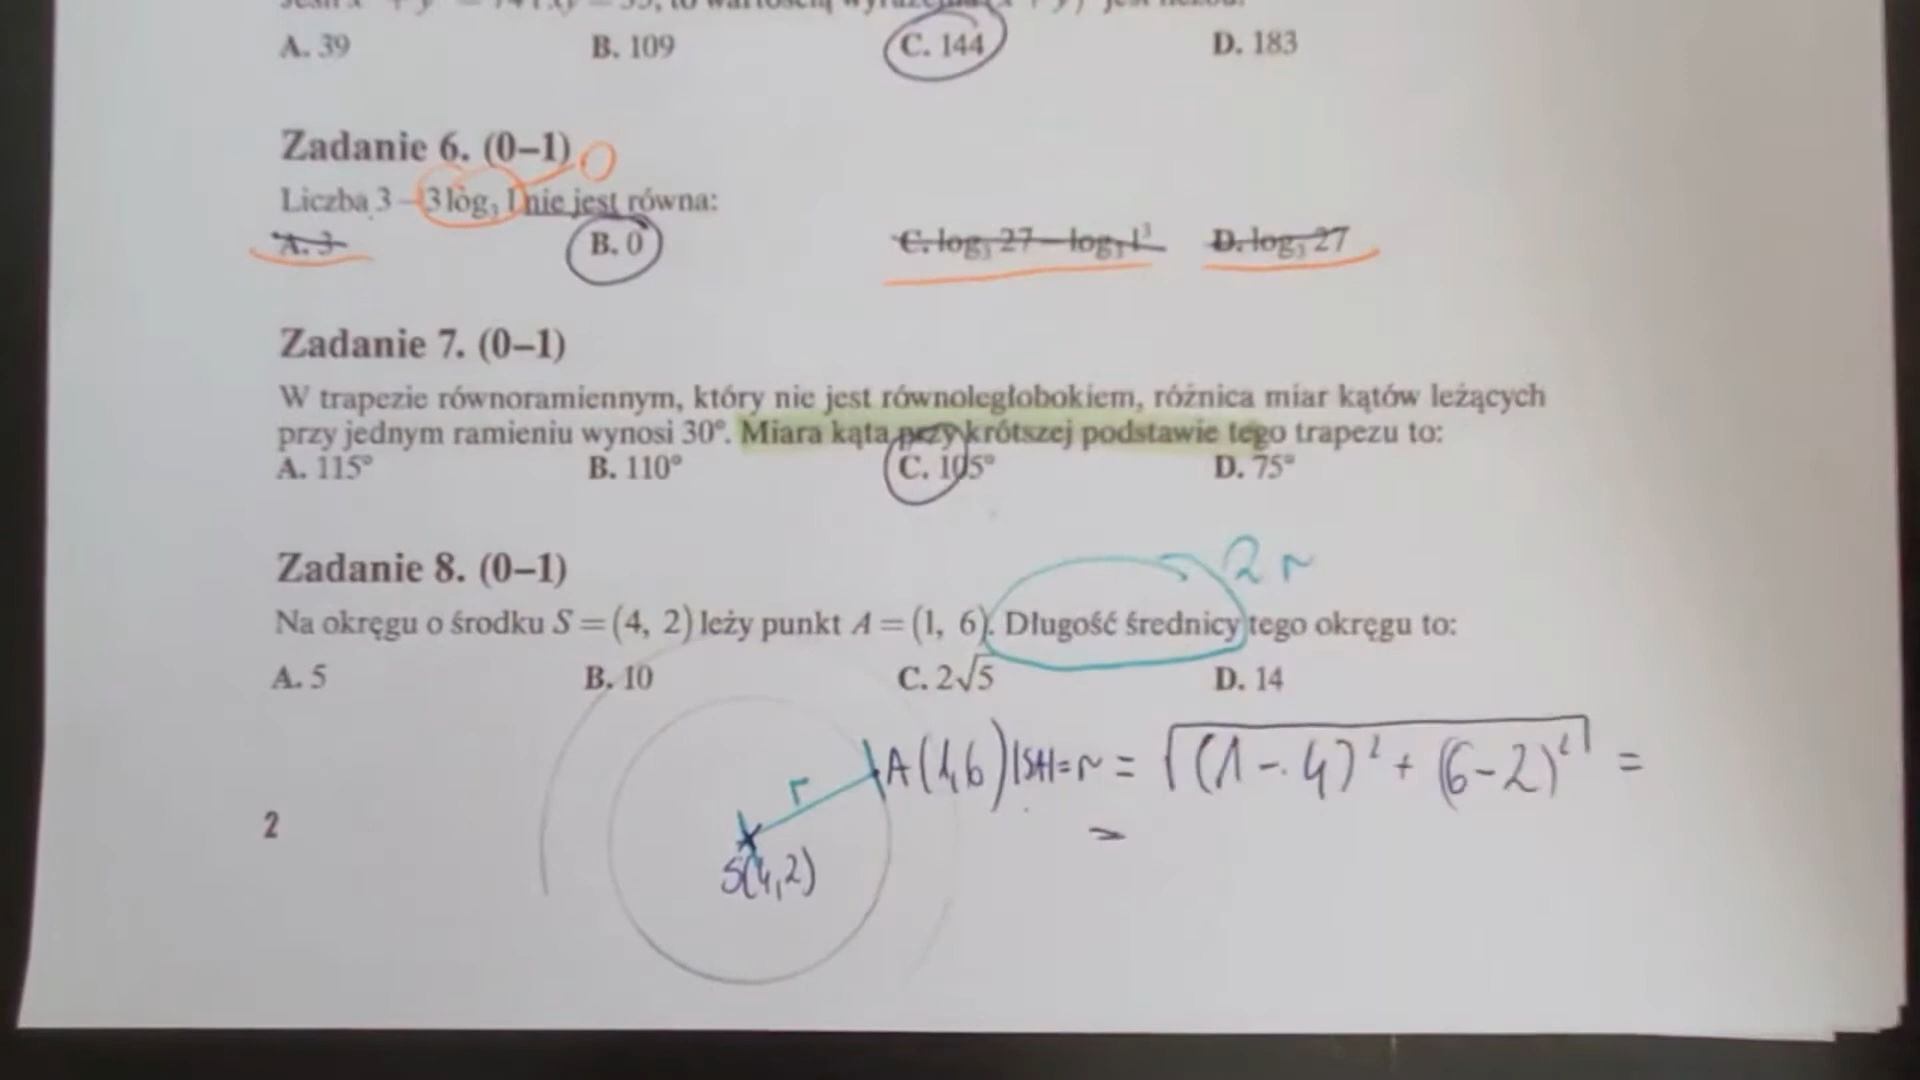 A. 39 B. 109 C. 144 D. 183
Zadanie 6. (0–1) 0
Liczba 3 – 3 log₃ 1 nie jest równa:
A. 3 B. 0 C. log₃ 27 – log₃ 1³ D. log₃ 27
Zadanie 7. (0–1)
W trapezie równoramiennym, który nie jest równoległobokiem, różnica miar kątów leżących
przy jednym ramieniu wynosi 30°. Miara kąta przy krótszej podstawie tego trapezu to:
A. 115° B. 110° C. 105° D. 75°
2r
Zadanie 8. (0–1)
Na okręgu o środku S = (4, 2) leży punkt A = (1, 6). Długość średnicy tego okręgu to:
A. 5 B. 10 C. 2√5 D. 14
r A(1,6) |SA|= r = √(1 - 4)² + (6-2)² =
2 =
S(4,2)